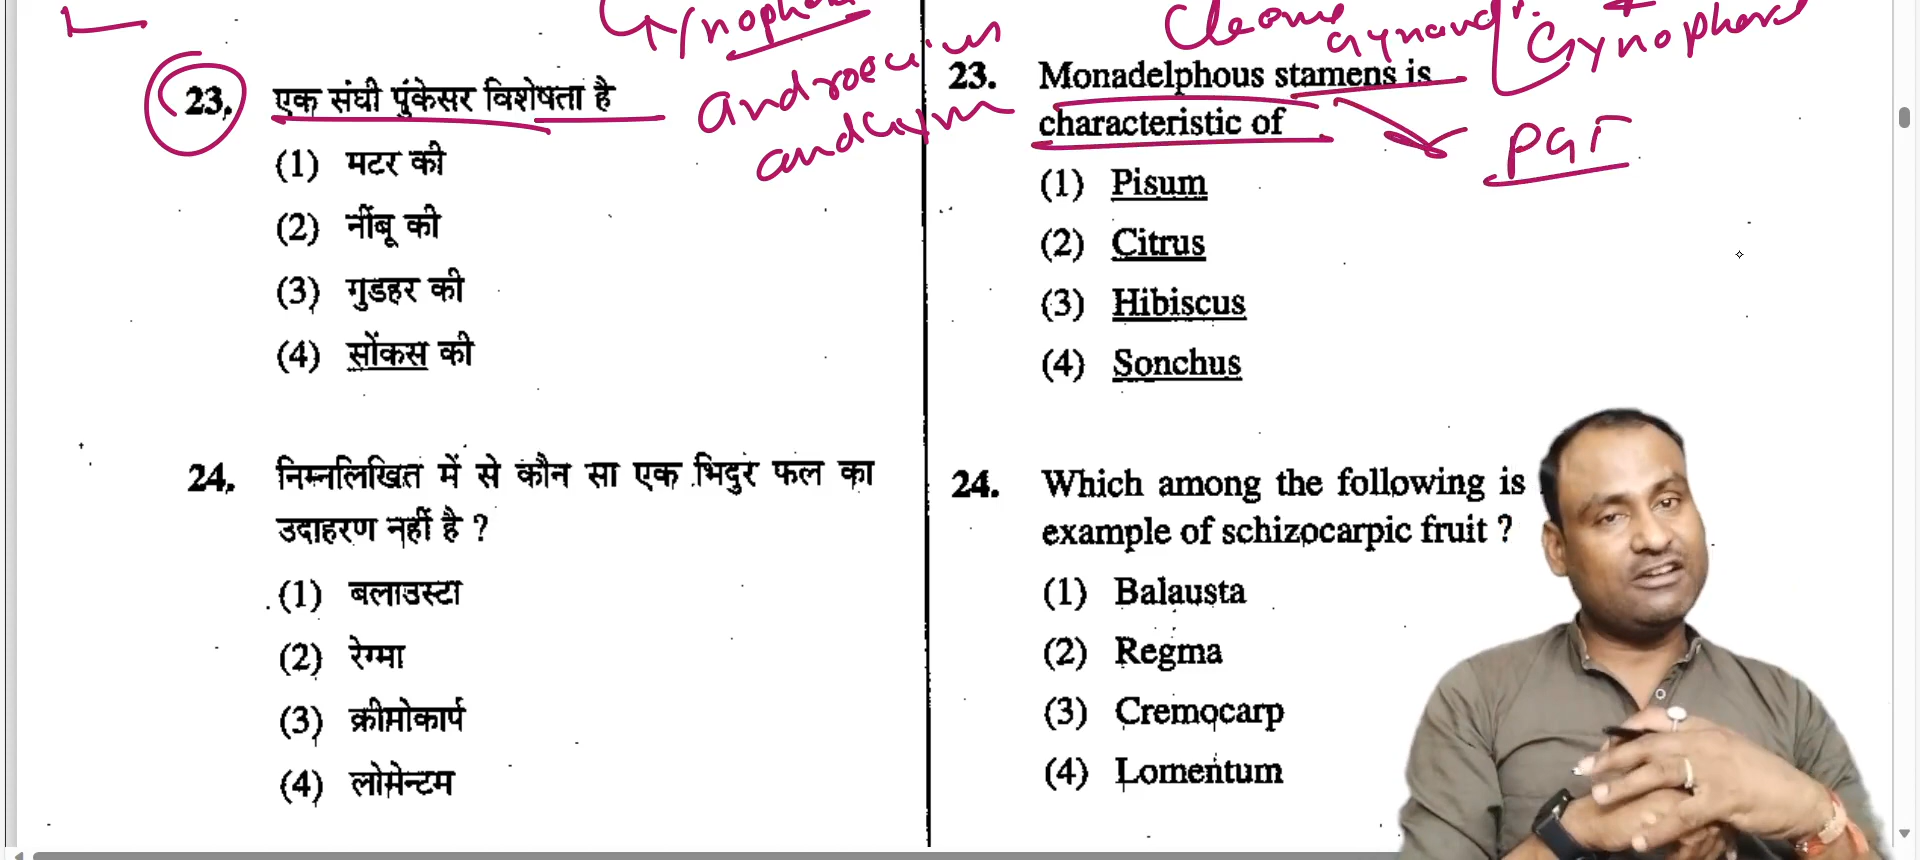 Gynophore
androecium
and Gyn
23. एक संघी पुंकेसर विशेषता है
(1) मटर की
(2) नींबू की
(3) गुडहर की
(4) सोंकस की
24. निम्नलिखित में से कौन सा एक भिदुर फल का
उदाहरण नहीं है ?
(1) बलाउस्टा
(2) रेग्मा
(3) क्रीमोकार्प
(4) लोमेन्टम
Cleome
Gynophore
23. Monadelphous stamens is
characteristic of
PGT
(1) Pisum
(2) Citrus
(3) Hibiscus
(4) Sonchus
24. Which among the following is
example of schizocarpic fruit ?
(1) Balausta
(2) Regma
(3) Cremocarp
(4) Lomentum